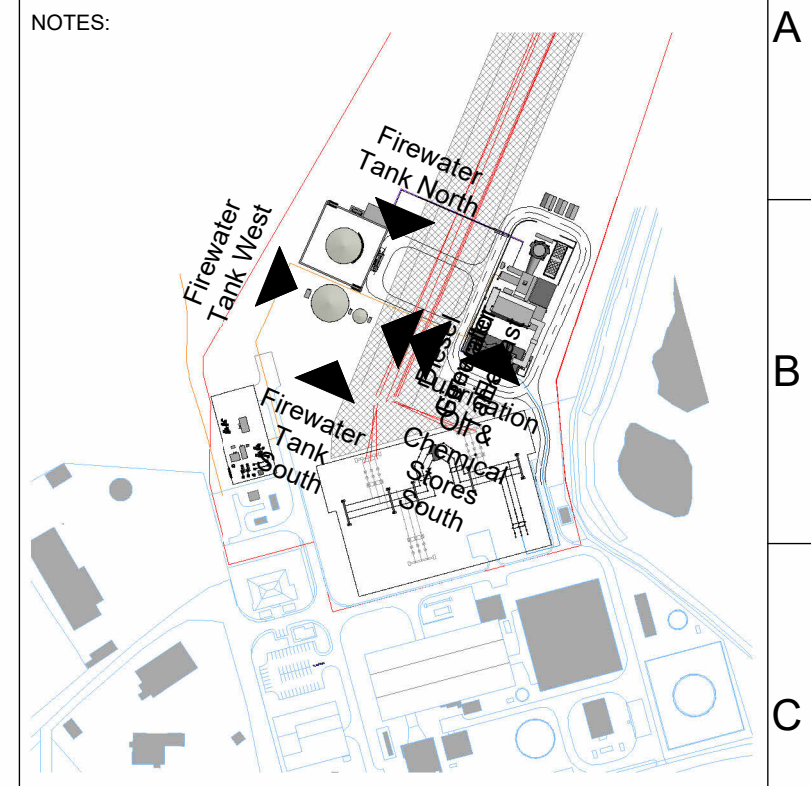 NOTES:
A
Firewater
Tank North
Firewater
Tank West
B
Lubrication
Oil &
Chemical
Stores
South
Firewater
Tank
South
C